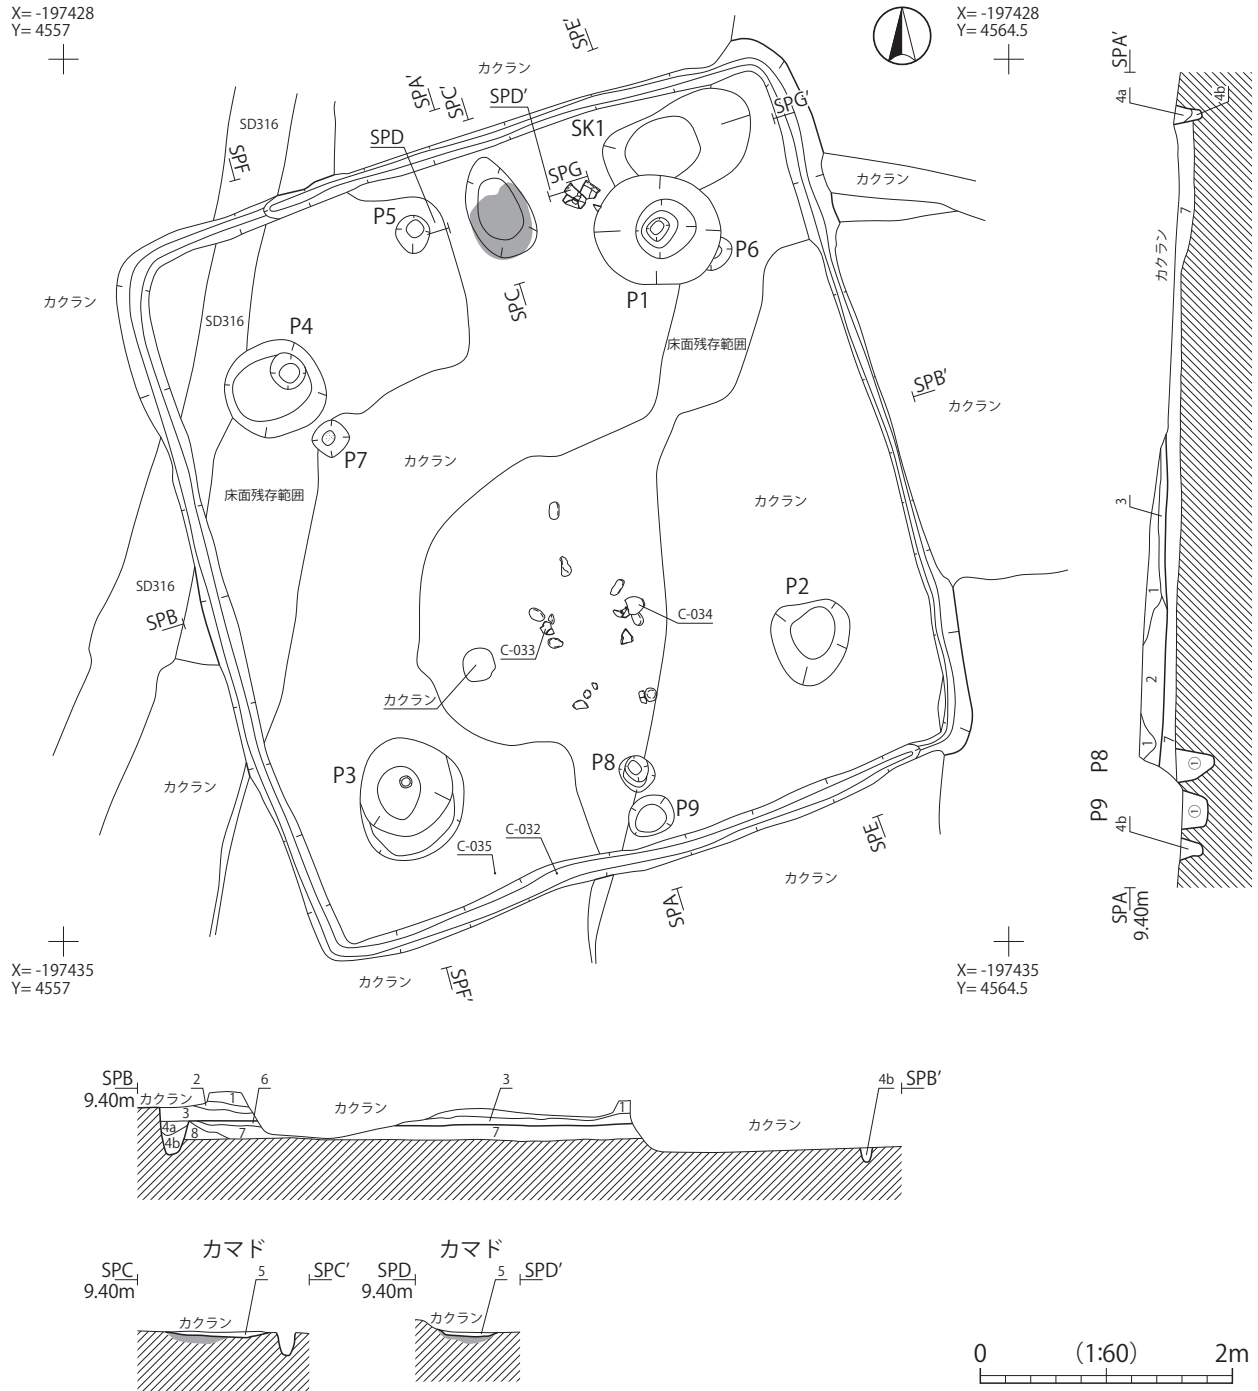 X= -197428
Y= 4557
X= -197428
Y= 4564.5
SPE'
SPA'
SPC'
カクラン
SPD'
SPD
SK1
SPG'
SPG
SD316
SPF
P5
カクラン
P6
P1
SPC
カクラン
SD316
P4
床面残存範囲
SPB'
カクラン
P7
カクラン
床面残存範囲
カクラン
SD316
SPB
P2
C-034
C-033
カクラン
カクラン
P3
P8
P9
C-032
C-035
SPE
カクラン
SPA
カクラン
SPF'
X= -197435
Y= 4557
X= -197435
Y= 4564.5
SPA'
4a
4b
7
カクラン
3
1
2
1
7
P8
①
P9
①
4b
SPA
9.40m
SPB
9.40m
カクラン
2
1
6
3
4a
4b
8
7
カクラン
3
7
1
カクラン
4b
SPB'
カマド
SPC
9.40m
5
SPC'
カクラン
カマド
SPD
9.40m
5
SPD'
カクラン
0 (1:60) 2m